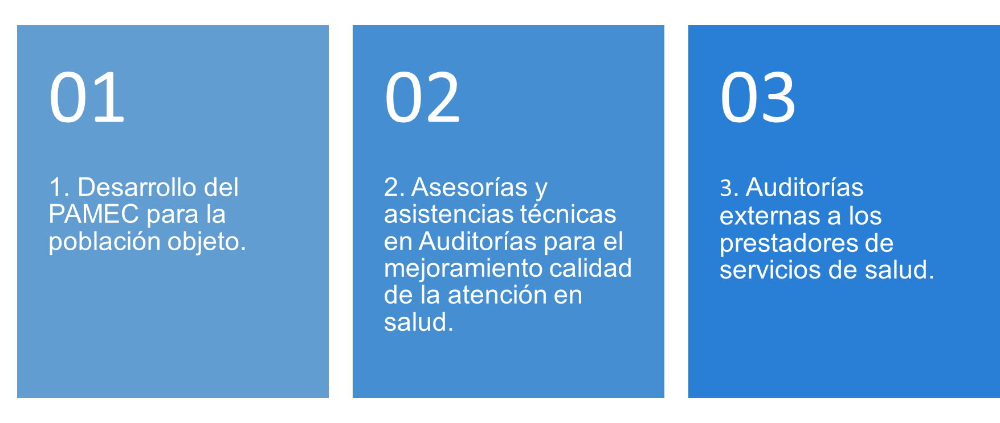 01
1. Desarrollo del
PAMEC para la
población objeto.
02
2. Asesorías y
asistencias técnicas
en Auditorías para el
mejoramiento calidad
de la atención en
salud.
03
3. Auditorías
externas a los
prestadores de
servicios de salud.